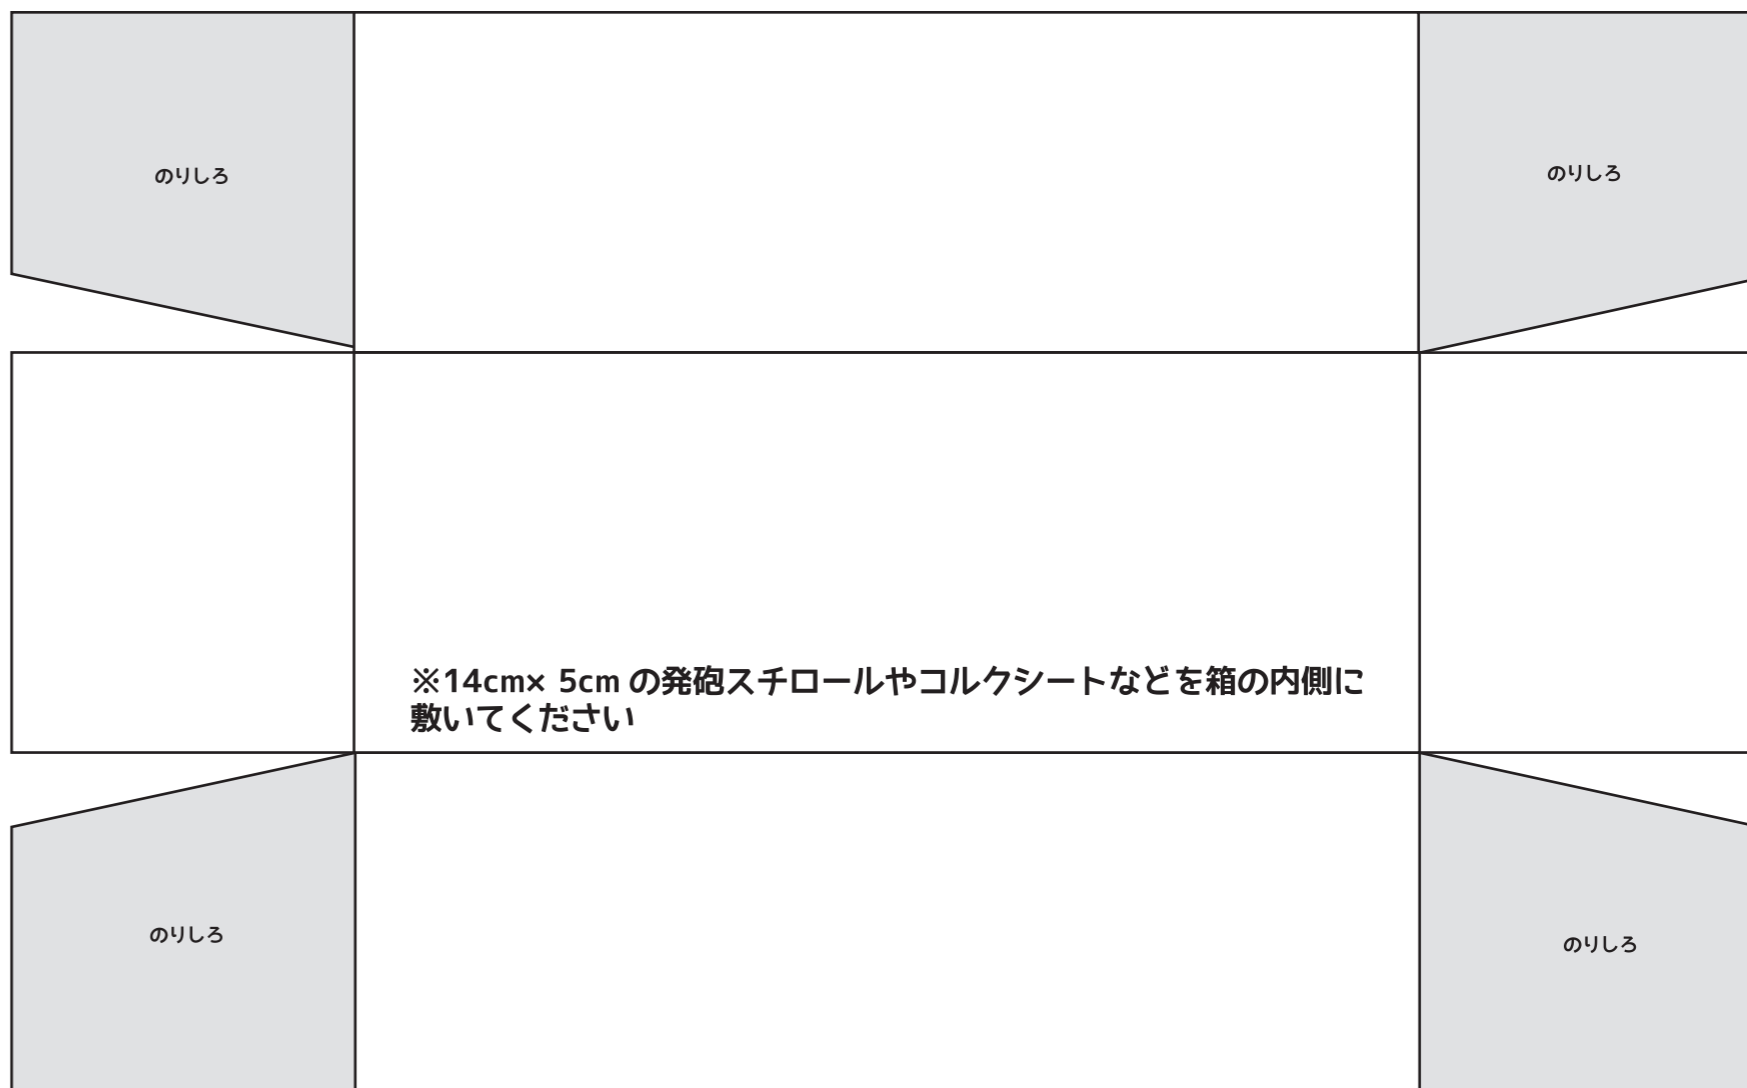 のりしろ
のりしろ
※14cm× 5cm の発砲スチロールやコルクシートなどを箱の内側に
敷いてください
のりしろ
のりしろ